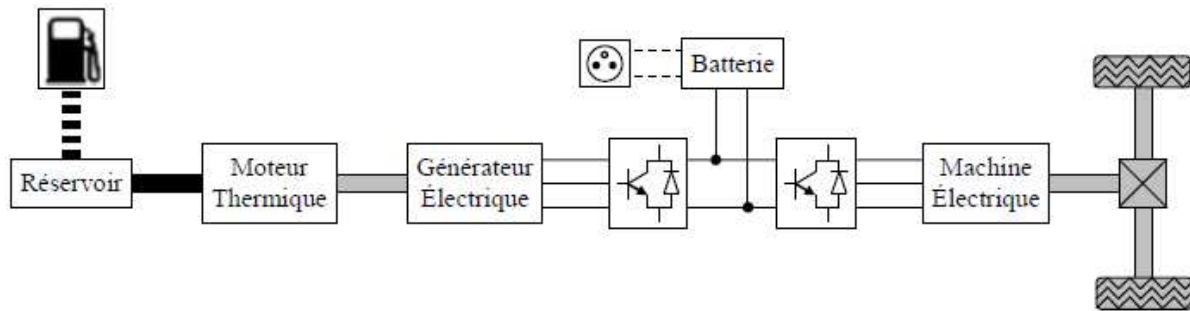 Batterie
Réservoir
Moteur
Thermique
Générateur
Électrique
Machine
Électrique